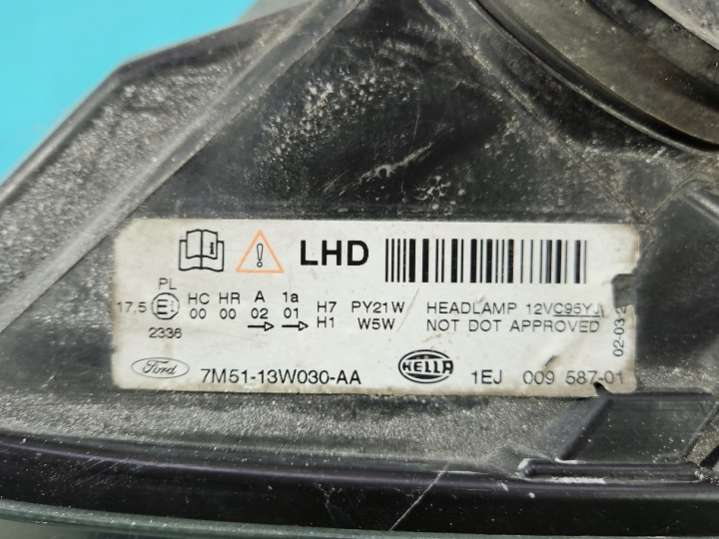 LHD
PL
17.5 E1 HC HR A 1a H7 PY21W HEADLAMP 12V
00 00 02 01 H1 W5W NOT DOT APPROVED
2336
Ford 7M51-13W030-AA HELLA 1EJ 009 587-01
02-03